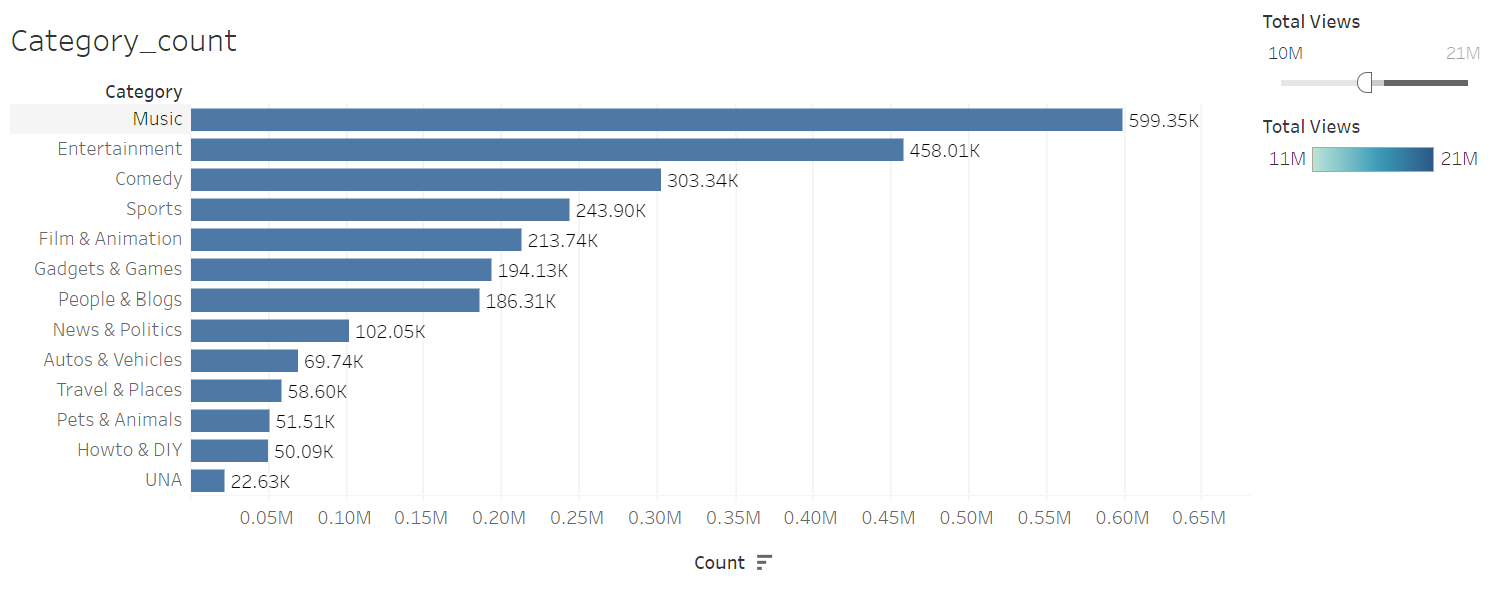 Category_count
Category
Music 599.35K
Entertainment 458.01K
Comedy 303.34K
Sports 243.90K
Film & Animation 213.74K
Gadgets & Games 194.13K
People & Blogs 186.31K
News & Politics 102.05K
Autos & Vehicles 69.74K
Travel & Places 58.60K
Pets & Animals 51.51K
Howto & DIY 50.09K
UNA 22.63K
0.05M 0.10M 0.15M 0.20M 0.25M 0.30M 0.35M 0.40M 0.45M 0.50M 0.55M 0.60M 0.65M
Count
Total Views
10M 21M
Total Views
11M 21M